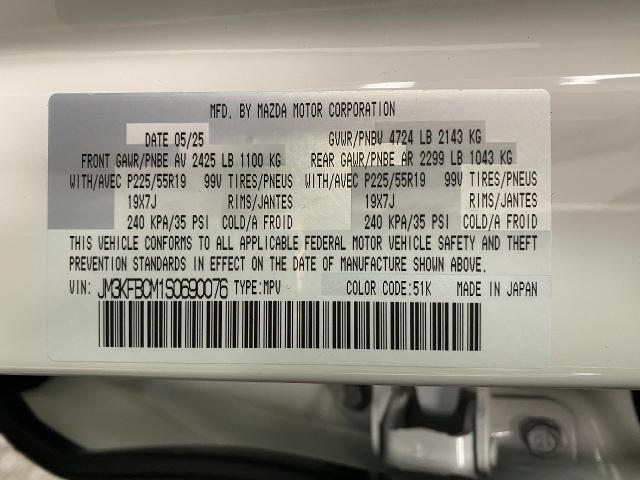 MFD. BY MAZDA MOTOR CORPORATION
DATE 05/25 GVWR/PNBV 4724 LB 2143 KG
FRONT GAWR/PNBE AV 2425 LB 1100 KG REAR GAWR/PNBE AR 2299 LB 1043 KG
WITH/AVEC P225/55R19 99V TIRES/PNEUS WITH/AVEC P225/55R19 99V TIRES/PNEUS
19X7J RIMS/JANTES 19X7J RIMS/JANTES
240 KPA/35 PSI COLD/A FROID 240 KPA/35 PSI COLD/A FROID
THIS VEHICLE CONFORMS TO ALL APPLICABLE FEDERAL MOTOR VEHICLE SAFETY AND THEFT
PREVENTION STANDARDS IN EFFECT ON THE DATE OF MANUFACTURE SHOWN ABOVE.
VIN: JM3KFBCM1S0690076 TYPE:MPV COLOR CODE:51K MADE IN JAPAN